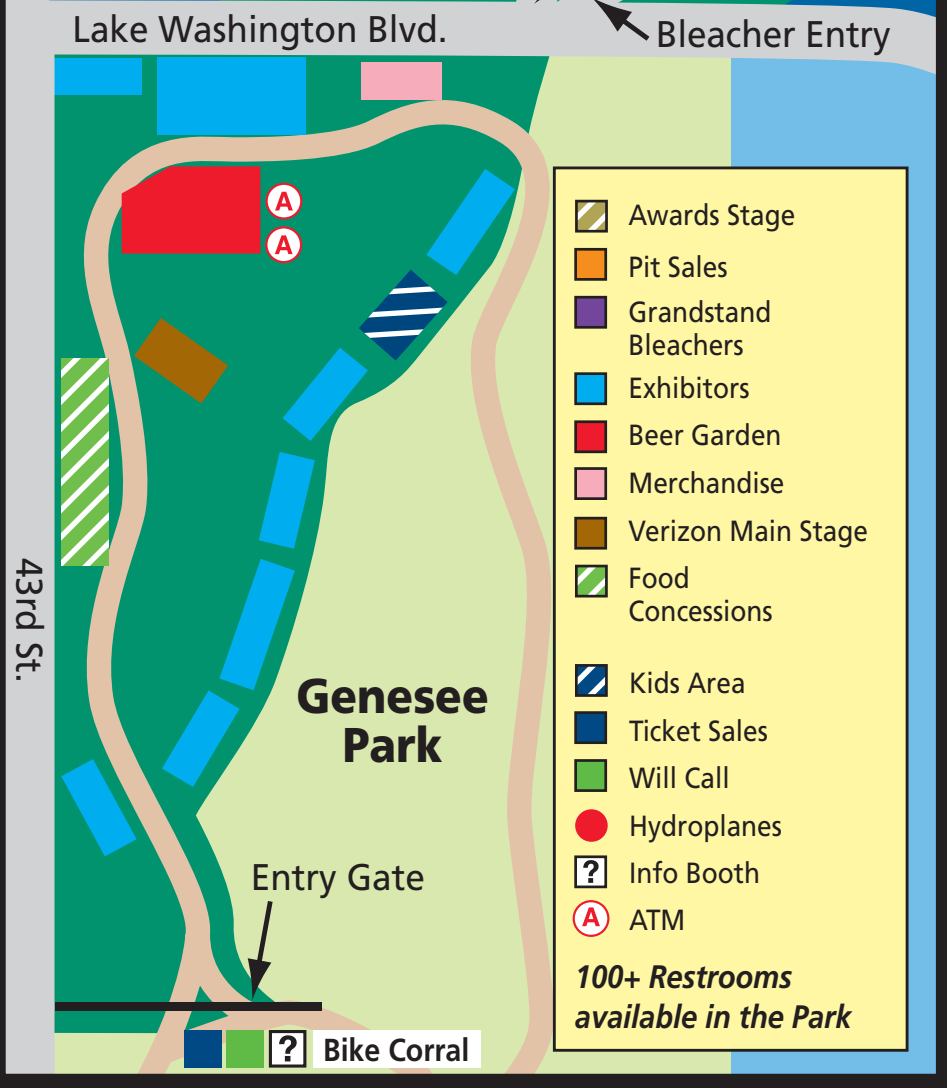 Lake Washington Blvd.
Bleacher Entry
A
A
43rd St.
Genesee
Park
Entry Gate
? Bike Corral
Awards Stage
Pit Sales
Grandstand
Bleachers
Exhibitors
Beer Garden
Merchandise
Verizon Main Stage
Food
Concessions
Kids Area
Ticket Sales
Will Call
Hydroplanes
? Info Booth
A ATM
100+ Restrooms
available in the Park